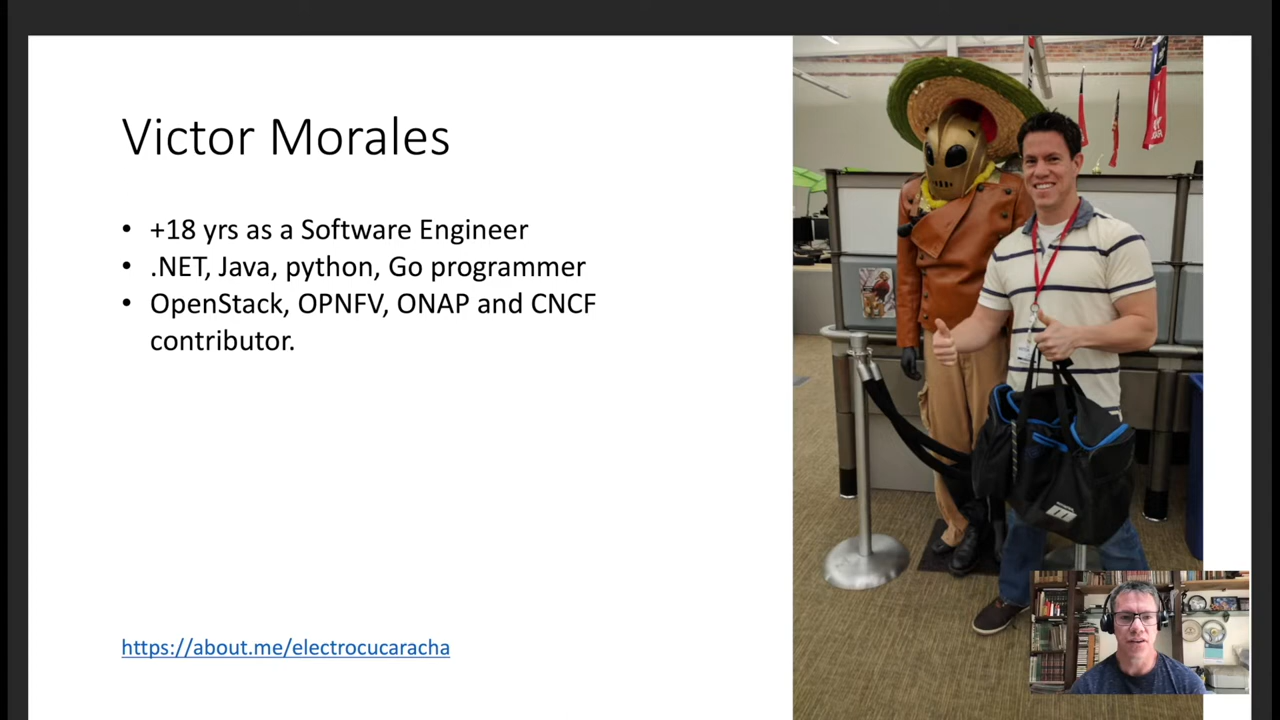 Victor Morales
• +18 yrs as a Software Engineer
• .NET, Java, python, Go programmer
• OpenStack, OPNFV, ONAP and CNCF
contributor.
https://about.me/electrocucaracha